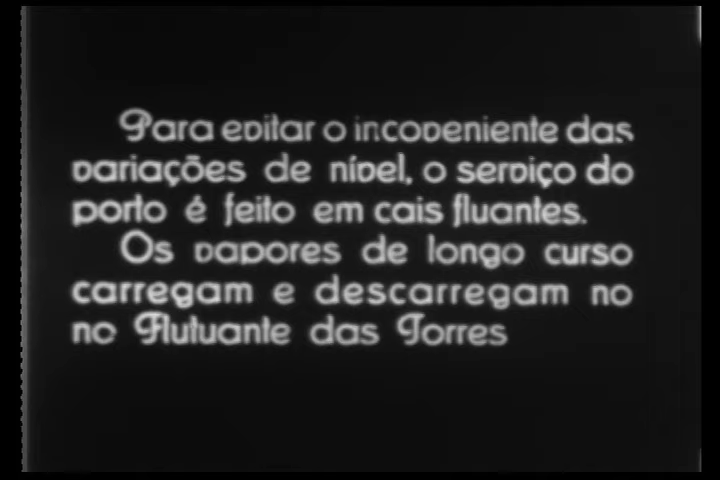 Para evitar o incoveniente das
variações de nível, o serviço do
porto é feito em cais fluantes.
Os vapores de longo curso
carregam e descarregam no
no Flutuante das Torres